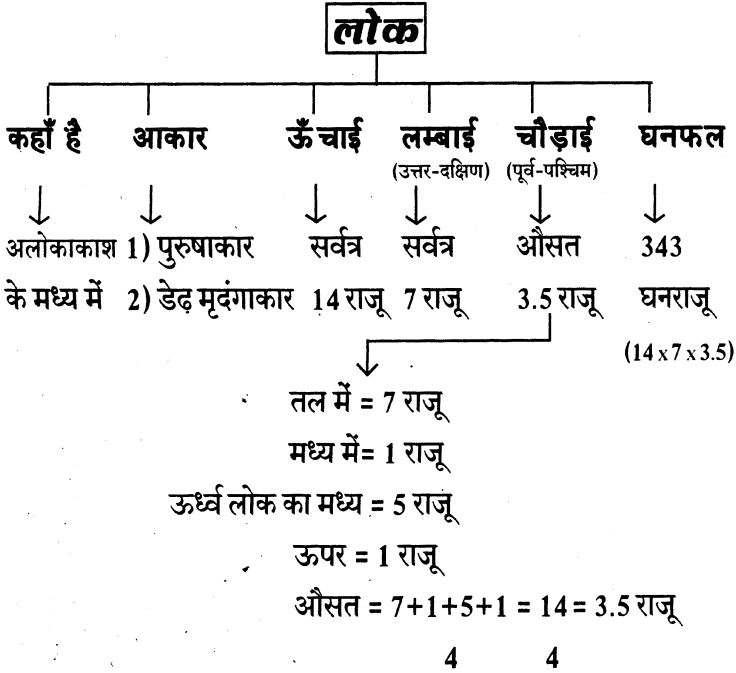 लोक
कहाँ है आकार ऊँचाई लम्बाई चौड़ाई घनफल
(उत्तर-दक्षिण) (पूर्व-पश्चिम)
अलोकाकाश 1) पुरुषाकार सर्वत्र सर्वत्र औसत 343
के मध्य में 2) डेढ़ मृदंगाकार 14 राजू 7 राजू 3.5 राजू घनराजू
(14 x 7 x 3.5)
तल में = 7 राजू
मध्य में= 1 राजू
ऊर्ध्व लोक का मध्य = 5 राजू
ऊपर = 1 राजू
औसत = 7+1+5+1 = 14 = 3.5 राजू
4 4